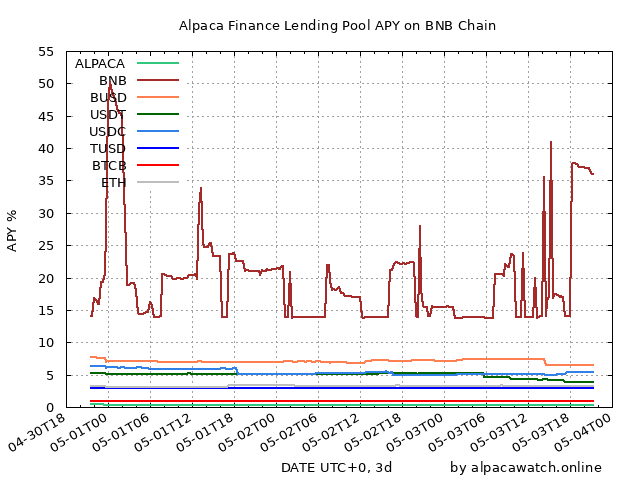 Alpaca Finance Lending Pool APY on BNB Chain
55
50
45
40
35
30
25
20
15
10
5
0
APY %
ALPACA
BNB
BUSD
USDT
USDC
TUSD
BTCB
ETH
04-30T18
05-01T00
05-01T06
05-01T12
05-01T18
05-02T00
05-02T06
05-02T12
05-02T18
05-03T00
05-03T06
05-03T12
05-03T18
05-04T00
DATE UTC+0, 3d
by alpacawatch.online